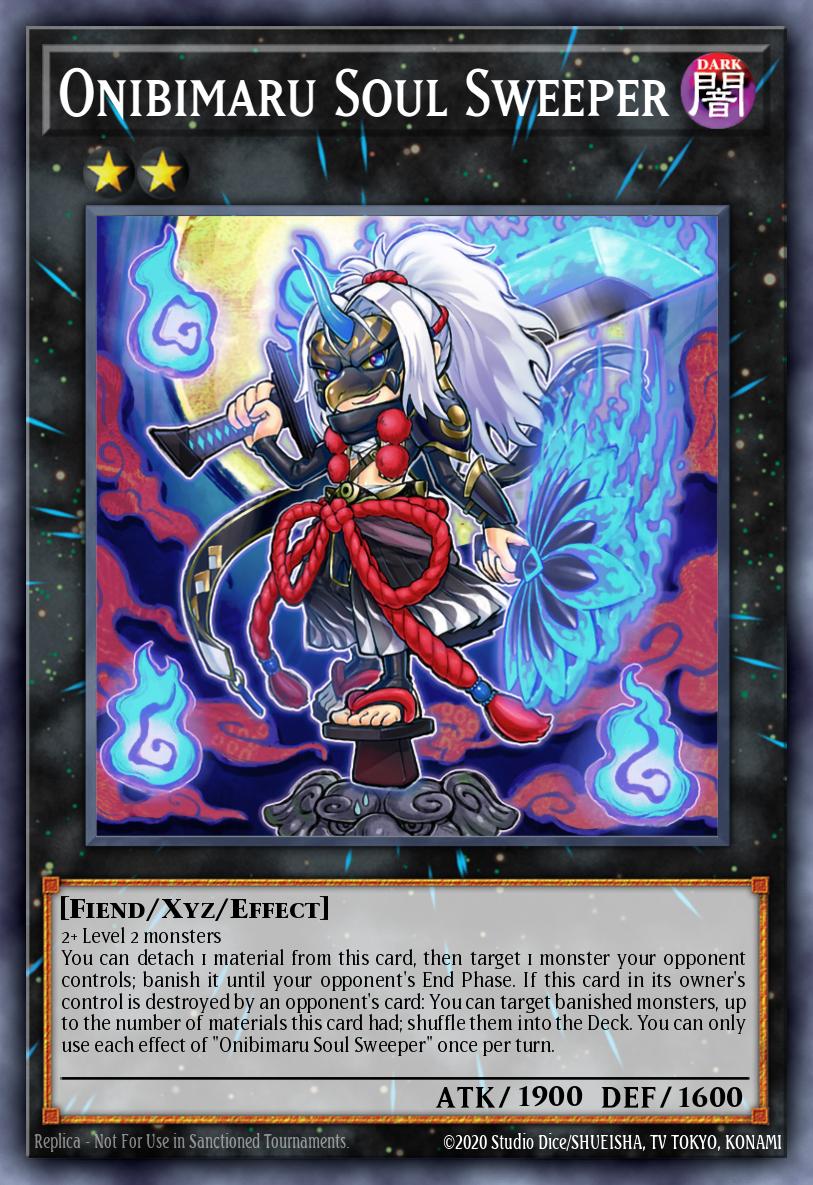 Onibimaru Soul Sweeper
DARK
闇
[Fiend/Xyz/Effect]
2+ Level 2 monsters
You can detach 1 material from this card, then target 1 monster your opponent
controls; banish it until your opponent's End Phase. If this card in its owner's
control is destroyed by an opponent's card: You can target banished monsters, up
to the number of materials this card had; shuffle them into the Deck. You can only
use each effect of "Onibimaru Soul Sweeper" once per turn.
ATK/1900 DEF/1600
Replica - Not For Use in Sanctioned Tournaments.
©2020 Studio Dice/SHUEISHA, TV TOKYO, KONAMI